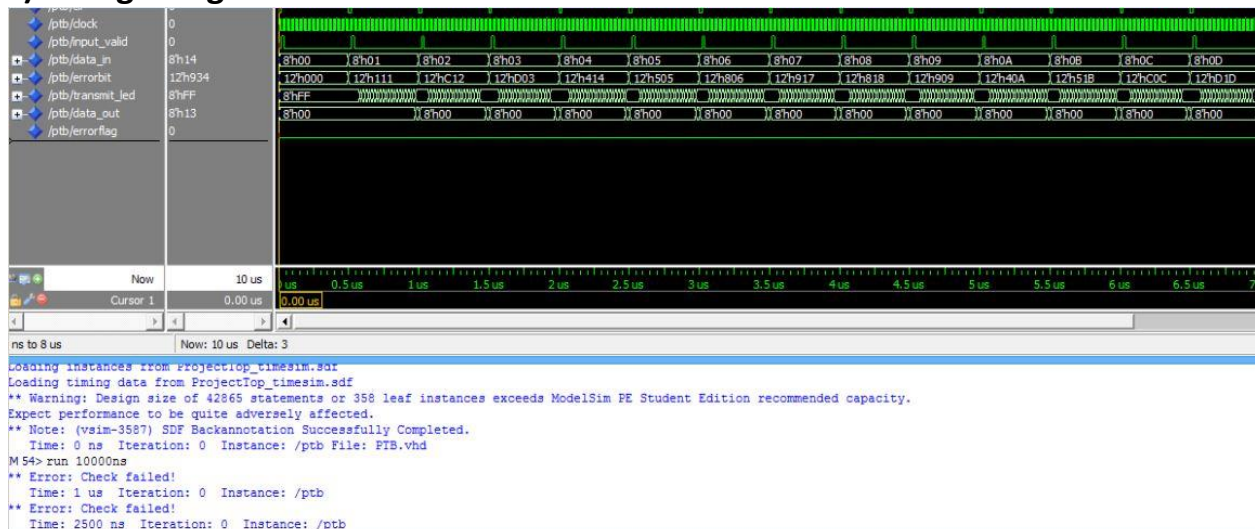 /ptb/clock 0
/ptb/input_valid 0
/ptb/data_in 8'h14 8'h00 8'h01 8'h02 8'h03 8'h04 8'h05 8'h06 8'h07 8'h08 8'h09 8'h0A 8'h0B 8'h0C 8'h0D
/ptb/errorbit 12'h934 12'h000 12'h111 12'hC12 12'hD03 12'h414 12'h505 12'h806 12'h917 12'h818 12'h909 12'h40A 12'h51B 12'hC0C 12'hD1D
/ptb/transmit_led 8'hFF 8'hFF
/ptb/data_out 8'h13 8'h00 8'h00 8'h00 8'h00 8'h00 8'h00 8'h00 8'h00 8'h00 8'h00 8'h00 8'h00 8'h00
/ptb/errorflag 0
Now 10 us us 0.5 us 1 us 1.5 us 2 us 2.5 us 3 us 3.5 us 4 us 4.5 us 5 us 5.5 us 6 us 6.5 us 7
Cursor 1 0.00 us 0.00 us
ns to 8 us Now: 10 us Delta: 3
Loading instances from ProjectTop_timesim.sdf
Loading timing data from ProjectTop_timesim.sdf
** Warning: Design size of 42865 statements or 358 leaf instances exceeds ModelSim PE Student Edition recommended capacity.
Expect performance to be quite adversely affected.
** Note: (vsim-3587) SDF Backannotation Successfully Completed.
Time: 0 ns Iteration: 0 Instance: /ptb File: PTB.vhd
M 54> run 10000ns
** Error: Check failed!
Time: 1 us Iteration: 0 Instance: /ptb
** Error: Check failed!
Time: 2500 ns Iteration: 0 Instance: /ptb